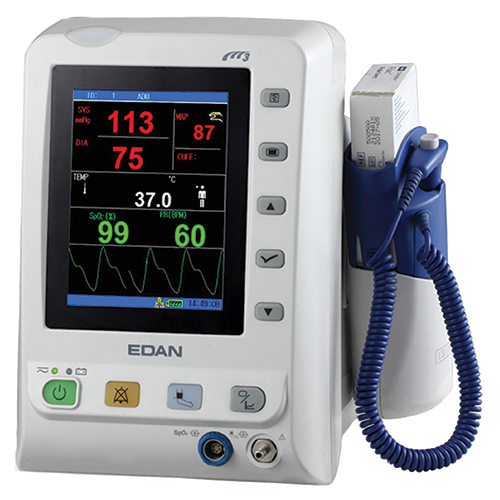 m3
ID: 1 ADU
SYS
mmHg
113
MAP
87
DIA
75
CUFF:
TEMP
°C
37.0
SpO₂(%)
PR(BPM)
99
60
14:49:06
EDAN
SpO₂